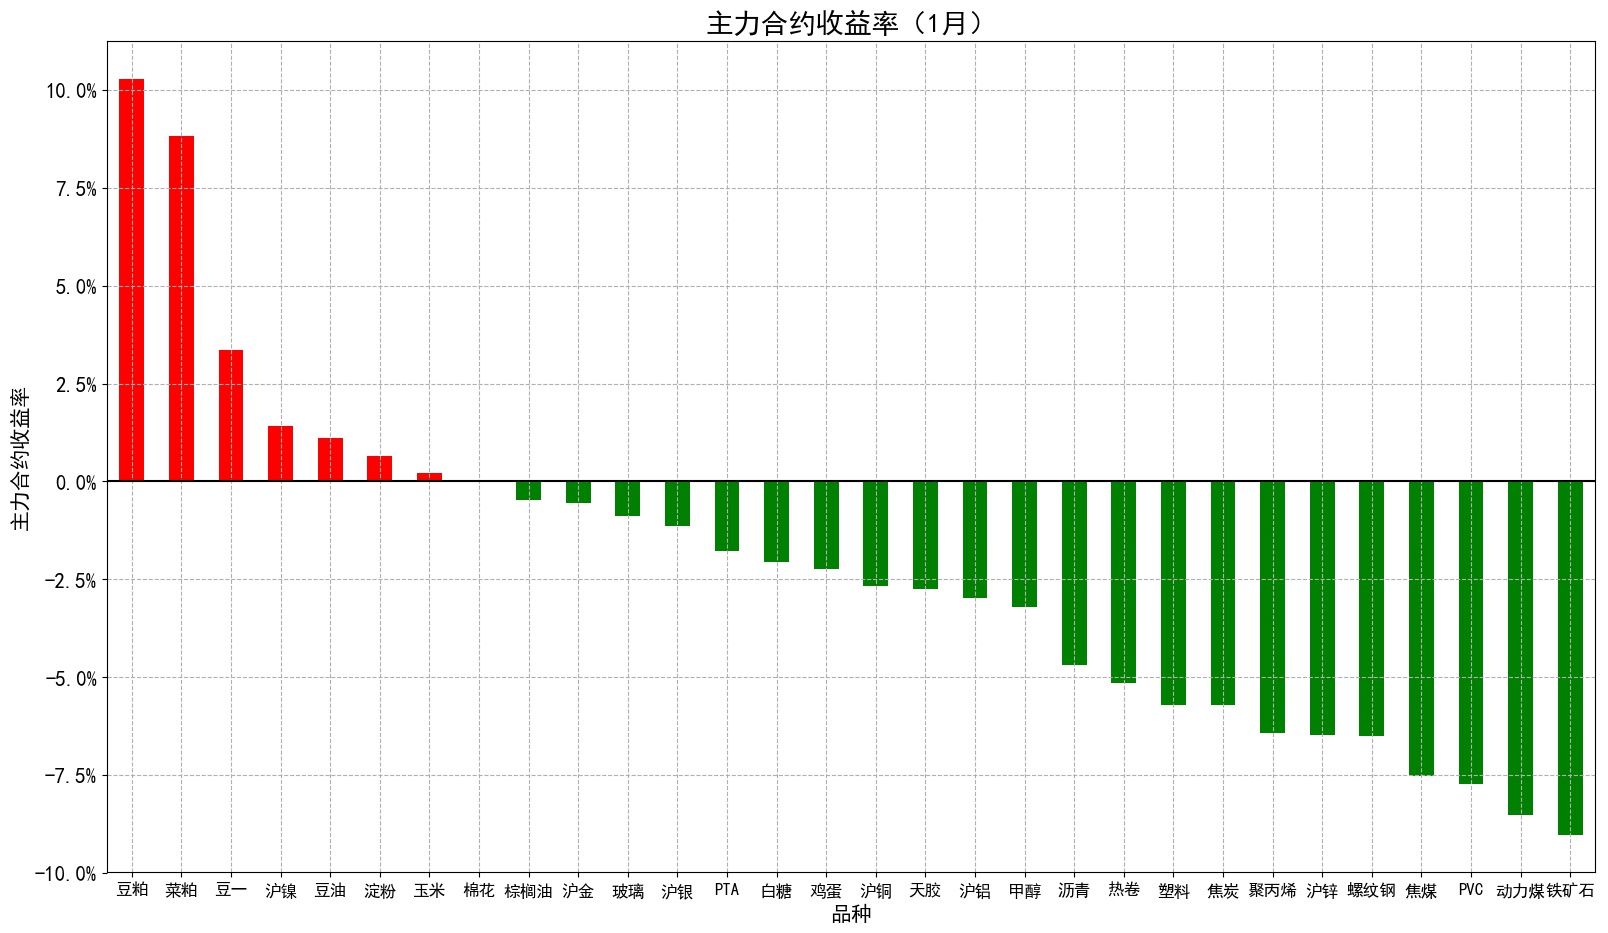 主力合约收益率（1月）
主力合约收益率
10.0%
7.5%
5.0%
2.5%
0.0%
−2.5%
−5.0%
−7.5%
−10.0%
豆粕 菜粕 豆一 沪镍 豆油 淀粉 玉米 棉花 棕榈油 沪金 玻璃 沪银 PTA 白糖 鸡蛋 沪铜 天胶 沪铝 甲醇 沥青 热卷 塑料 焦炭 聚丙烯 沪锌 螺纹钢 焦煤 PVC 动力煤 铁矿石
品种